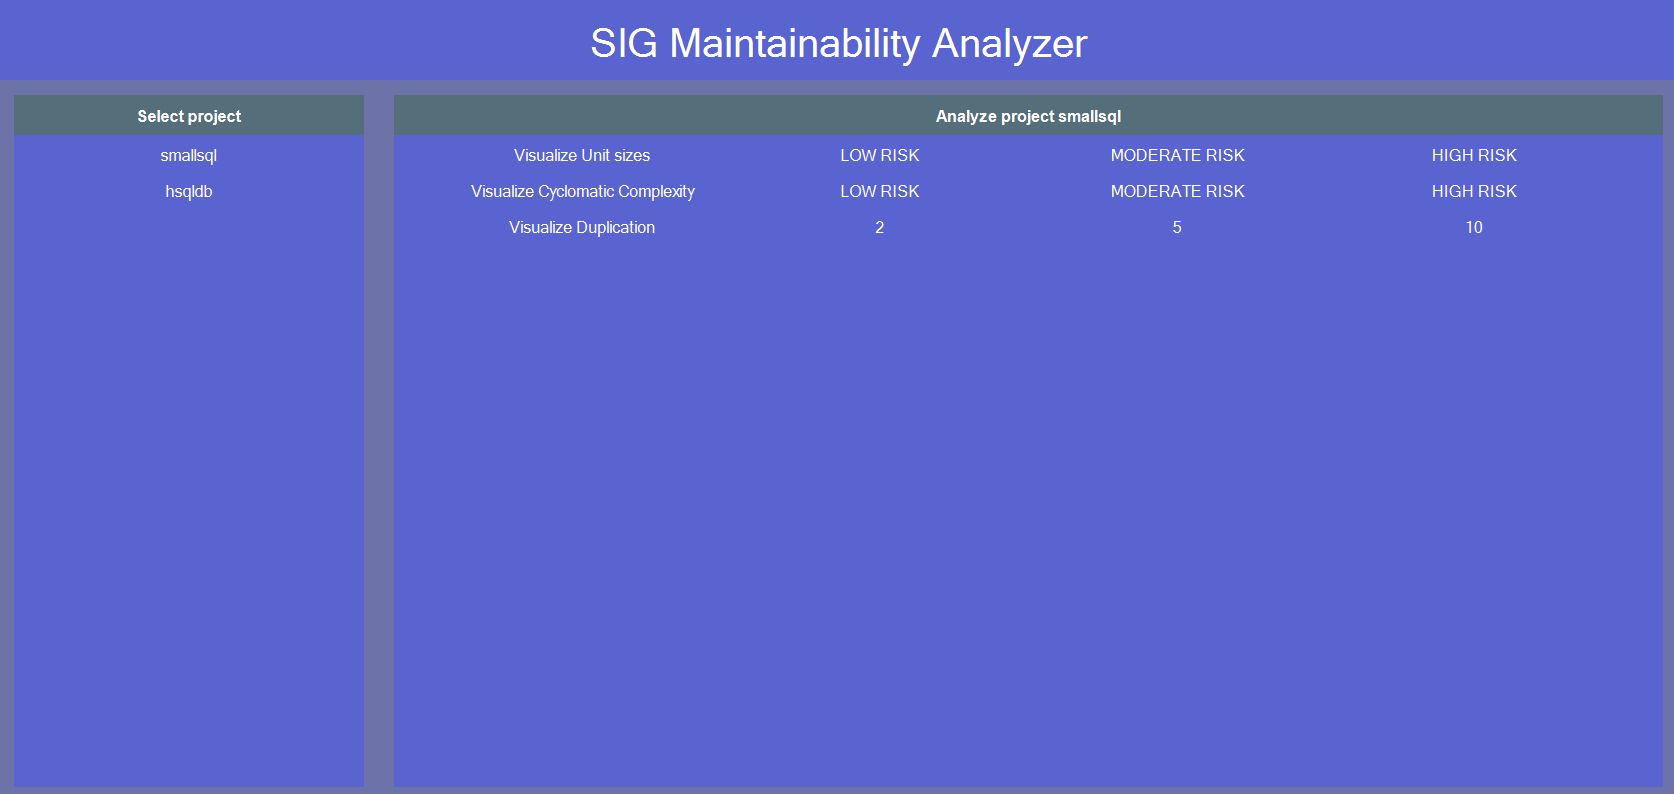 SIG Maintainability Analyzer
Select project
smallsql
hsqldb
Analyze project smallsql
Visualize Unit sizes LOW RISK MODERATE RISK HIGH RISK
Visualize Cyclomatic Complexity LOW RISK MODERATE RISK HIGH RISK
Visualize Duplication 2 5 10